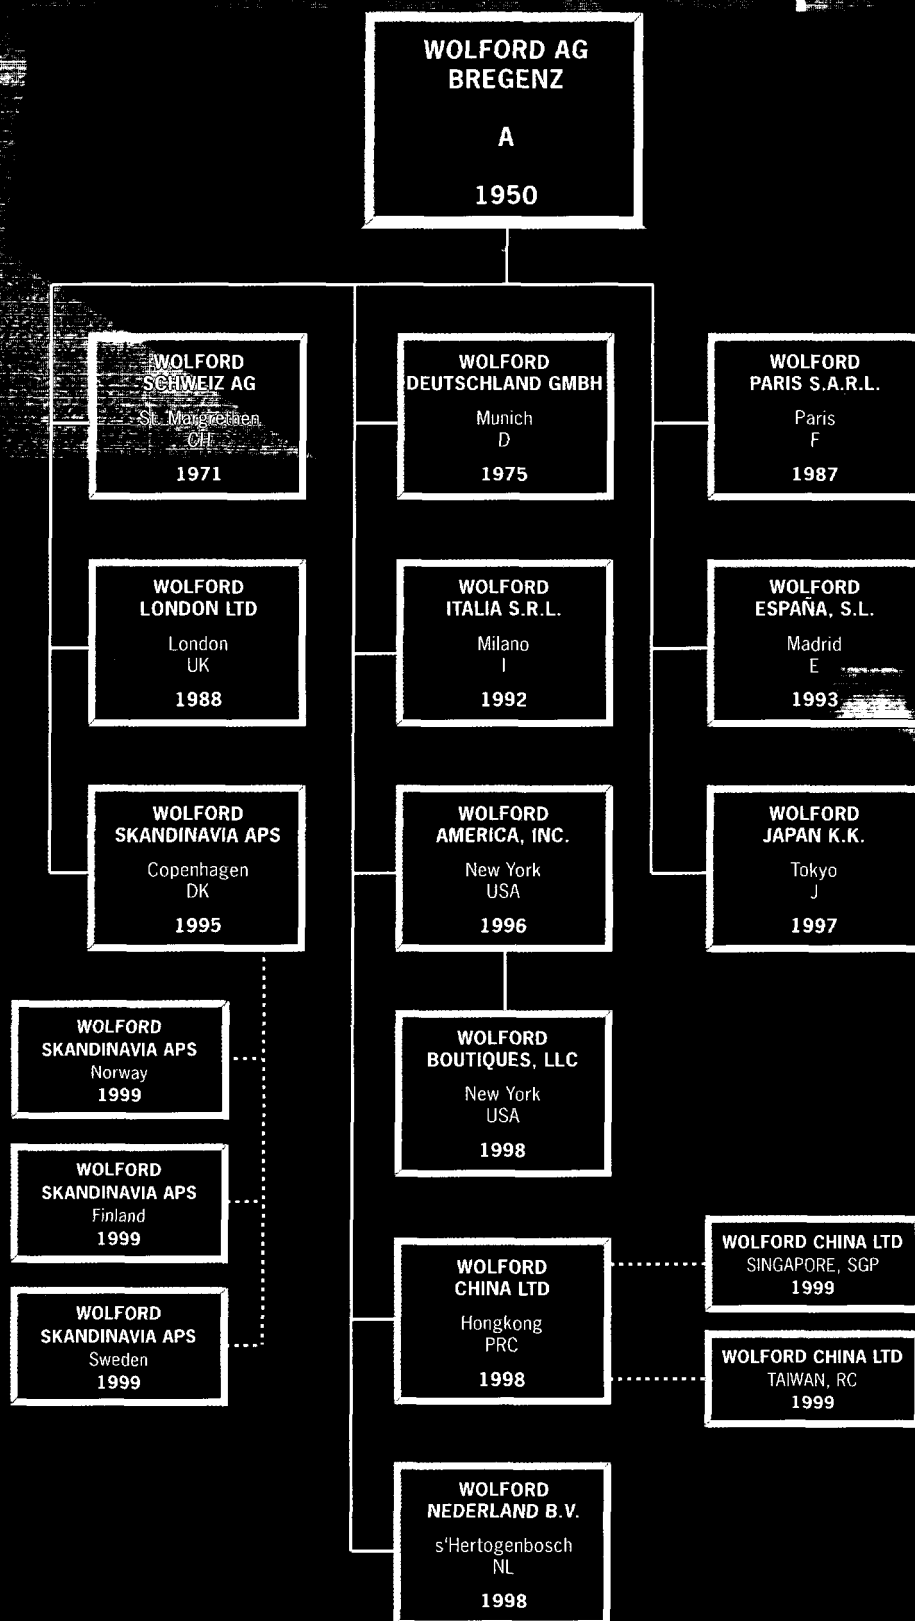 WOLFORD AG
BREGENZ
A
1950
WOLFORD
SCHWEIZ AG
St. Margrethen
CH
1971
WOLFORD
DEUTSCHLAND GMBH
Munich
D
1975
WOLFORD
PARIS S.A.R.L.
Paris
F
1987
WOLFORD
LONDON LTD
London
UK
1988
WOLFORD
ITALIA S.R.L.
Milano
I
1992
WOLFORD
ESPAÑA, S.L.
Madrid
E
1993
WOLFORD
SKANDINAVIA APS
Copenhagen
DK
1995
WOLFORD
AMERICA, INC.
New York
USA
1996
WOLFORD
JAPAN K.K.
Tokyo
J
1997
WOLFORD
SKANDINAVIA APS
Norway
1999
WOLFORD
BOUTIQUES, LLC
New York
USA
1998
WOLFORD
SKANDINAVIA APS
Finland
1999
WOLFORD
SKANDINAVIA APS
Sweden
1999
WOLFORD
CHINA LTD
Hongkong
PRC
1998
WOLFORD CHINA LTD
SINGAPORE, SGP
1999
WOLFORD CHINA LTD
TAIWAN, RC
1999
WOLFORD
NEDERLAND B.V.
s'Hertogenbosch
NL
1998